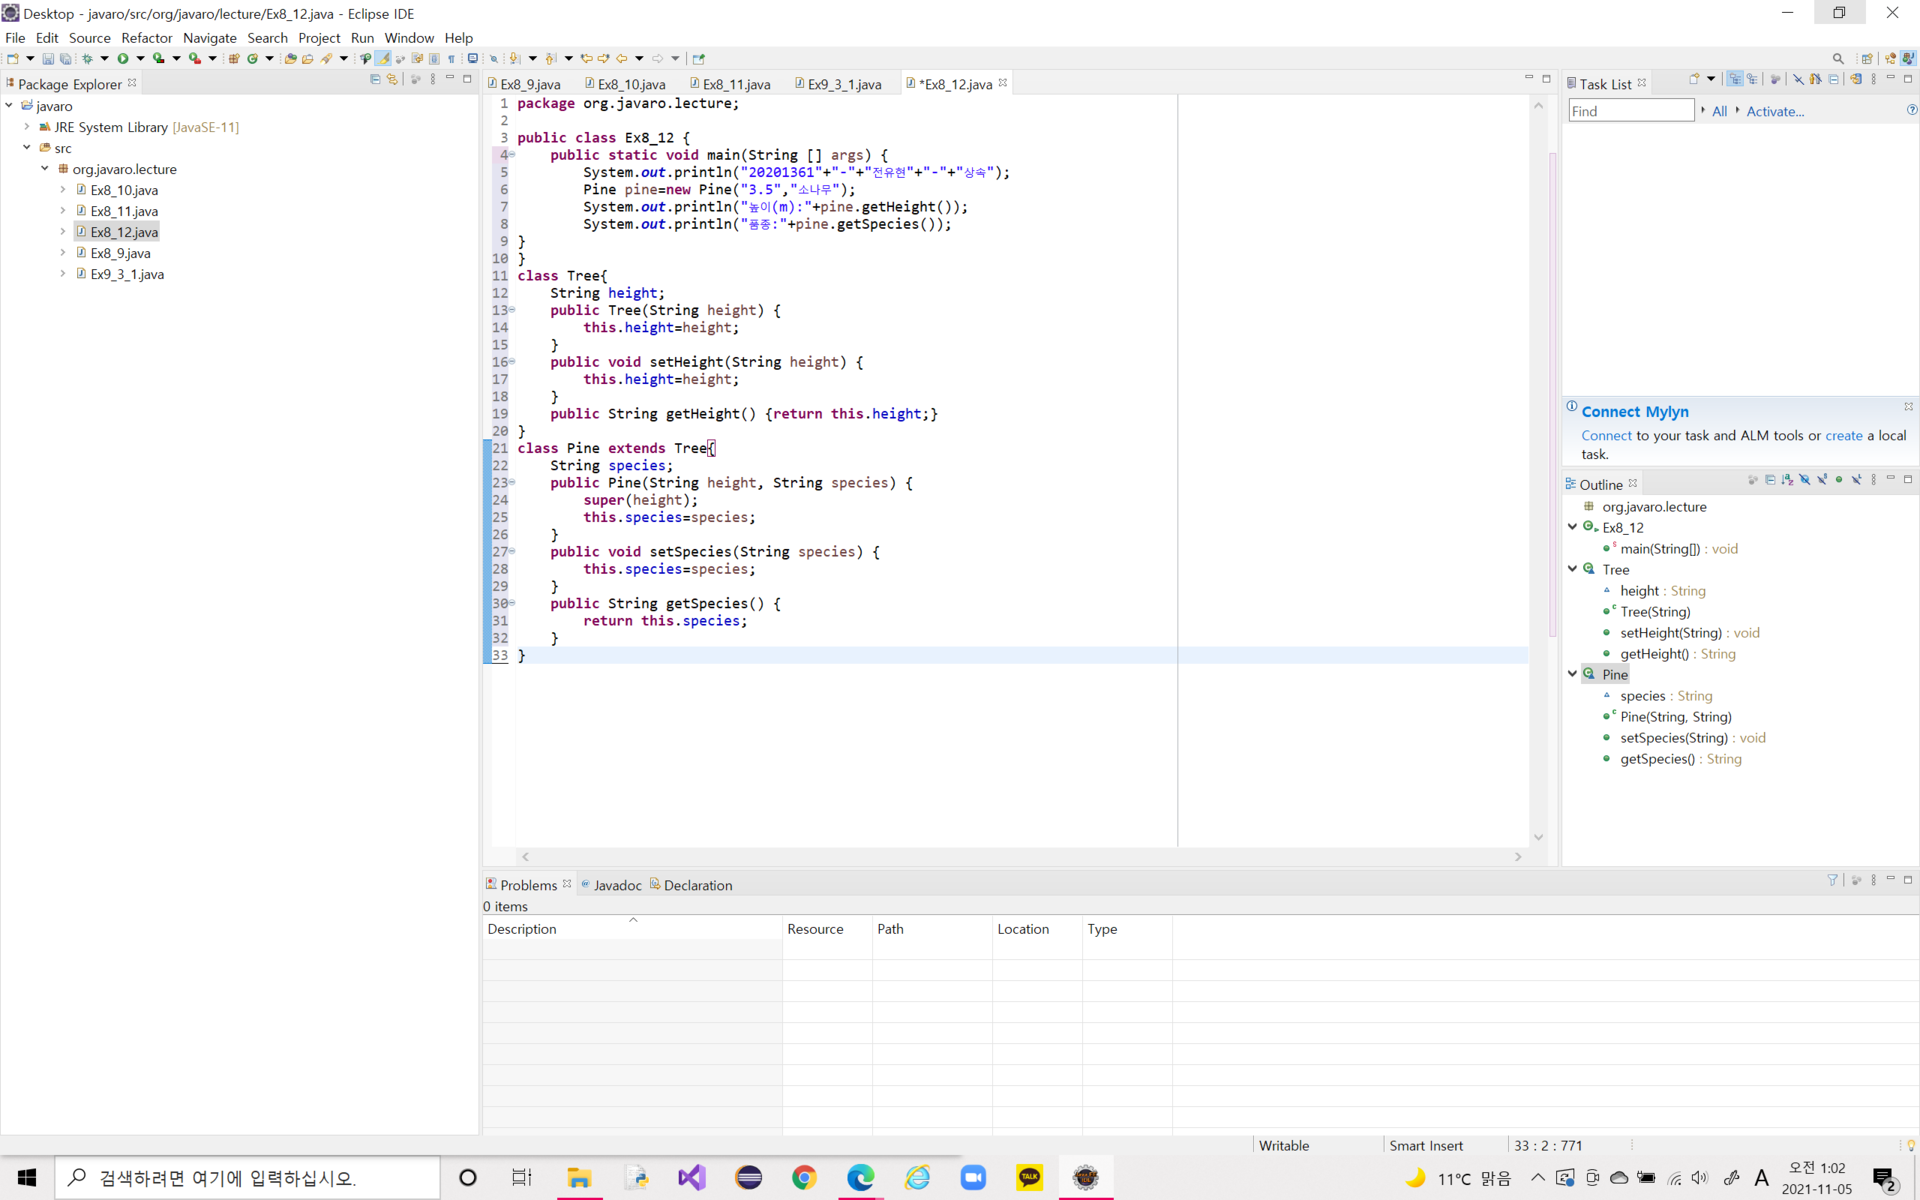 Desktop - javaro/src/org/javaro/lecture/Ex8_12.java - Eclipse IDE
File Edit Source Refactor Navigate Search Project Run Window Help
Package Explorer
javaro
JRE System Library [JavaSE-11]
src
org.javaro.lecture
Ex8_10.java
Ex8_11.java
Ex8_12.java
Ex8_9.java
Ex9_3_1.java
Ex8_9.java Ex8_10.java Ex8_11.java Ex9_3_1.java *Ex8_12.java
1 package org.javaro.lecture;
2
3 public class Ex8_12 {
4 public static void main(String [] args) {
5 System.out.println("20201361"+"-"+"전유현"+"-"+"상속");
6 Pine pine=new Pine("3.5","소나무");
7 System.out.println("높이(m):"+pine.getHeight());
8 System.out.println("품종:"+pine.getSpecies());
9 }
10 }
11 class Tree{
12 String height;
13 public Tree(String height) {
14 this.height=height;
15 }
16 public void setHeight(String height) {
17 this.height=height;
18 }
19 public String getHeight() {return this.height;}
20 }
21 class Pine extends Tree{
22 String species;
23 public Pine(String height, String species) {
24 super(height);
25 this.species=species;
26 }
27 public void setSpecies(String species) {
28 this.species=species;
29 }
30 public String getSpecies() {
31 return this.species;
32 }
33 }
Task List
Find All Activate...
Connect Mylyn
Connect to your task and ALM tools or create a local
task.
Outline
org.javaro.lecture
Ex8_12
main(String[]) : void
Tree
height : String
Tree(String)
setHeight(String) : void
getHeight() : String
Pine
species : String
Pine(String, String)
setSpecies(String) : void
getSpecies() : String
Problems Javadoc Declaration
0 items
Description Resource Path Location Type
Writable Smart Insert 33 : 2 : 771
검색하려면 여기에 입력하십시오.
TALK
11°C 맑음
A
오전 1:02
2021-11-05
2